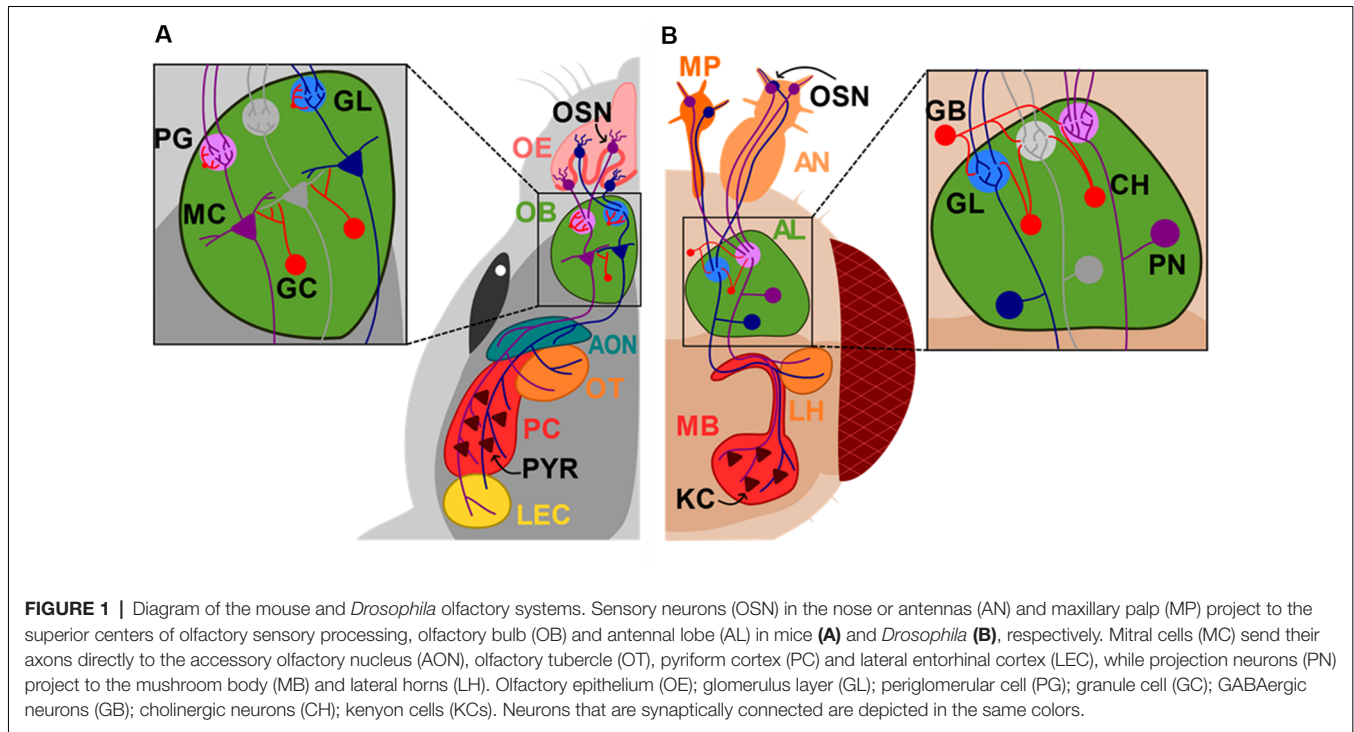 A
B
GL
PG
MC
GC
OSN
OE
OB
AON
OT
PC
PYR
LEC
MP
OSN
AN
AL
LH
MB
KC
GB
GL
CH
PN
FIGURE 1 | Diagram of the mouse and Drosophila olfactory systems. Sensory neurons (OSN) in the nose or antennas (AN) and maxillary palp (MP) project to the
superior centers of olfactory sensory processing, olfactory bulb (OB) and antennal lobe (AL) in mice (A) and Drosophila (B), respectively. Mitral cells (MC) send their
axons directly to the accessory olfactory nucleus (AON), olfactory tubercle (OT), pyriform cortex (PC) and lateral entorhinal cortex (LEC), while projection neurons (PN)
project to the mushroom body (MB) and lateral horns (LH). Olfactory epithelium (OE); glomerulus layer (GL); periglomerular cell (PG); granule cell (GC); GABAergic
neurons (GB); cholinergic neurons (CH); kenyon cells (KCs). Neurons that are synaptically connected are depicted in the same colors.